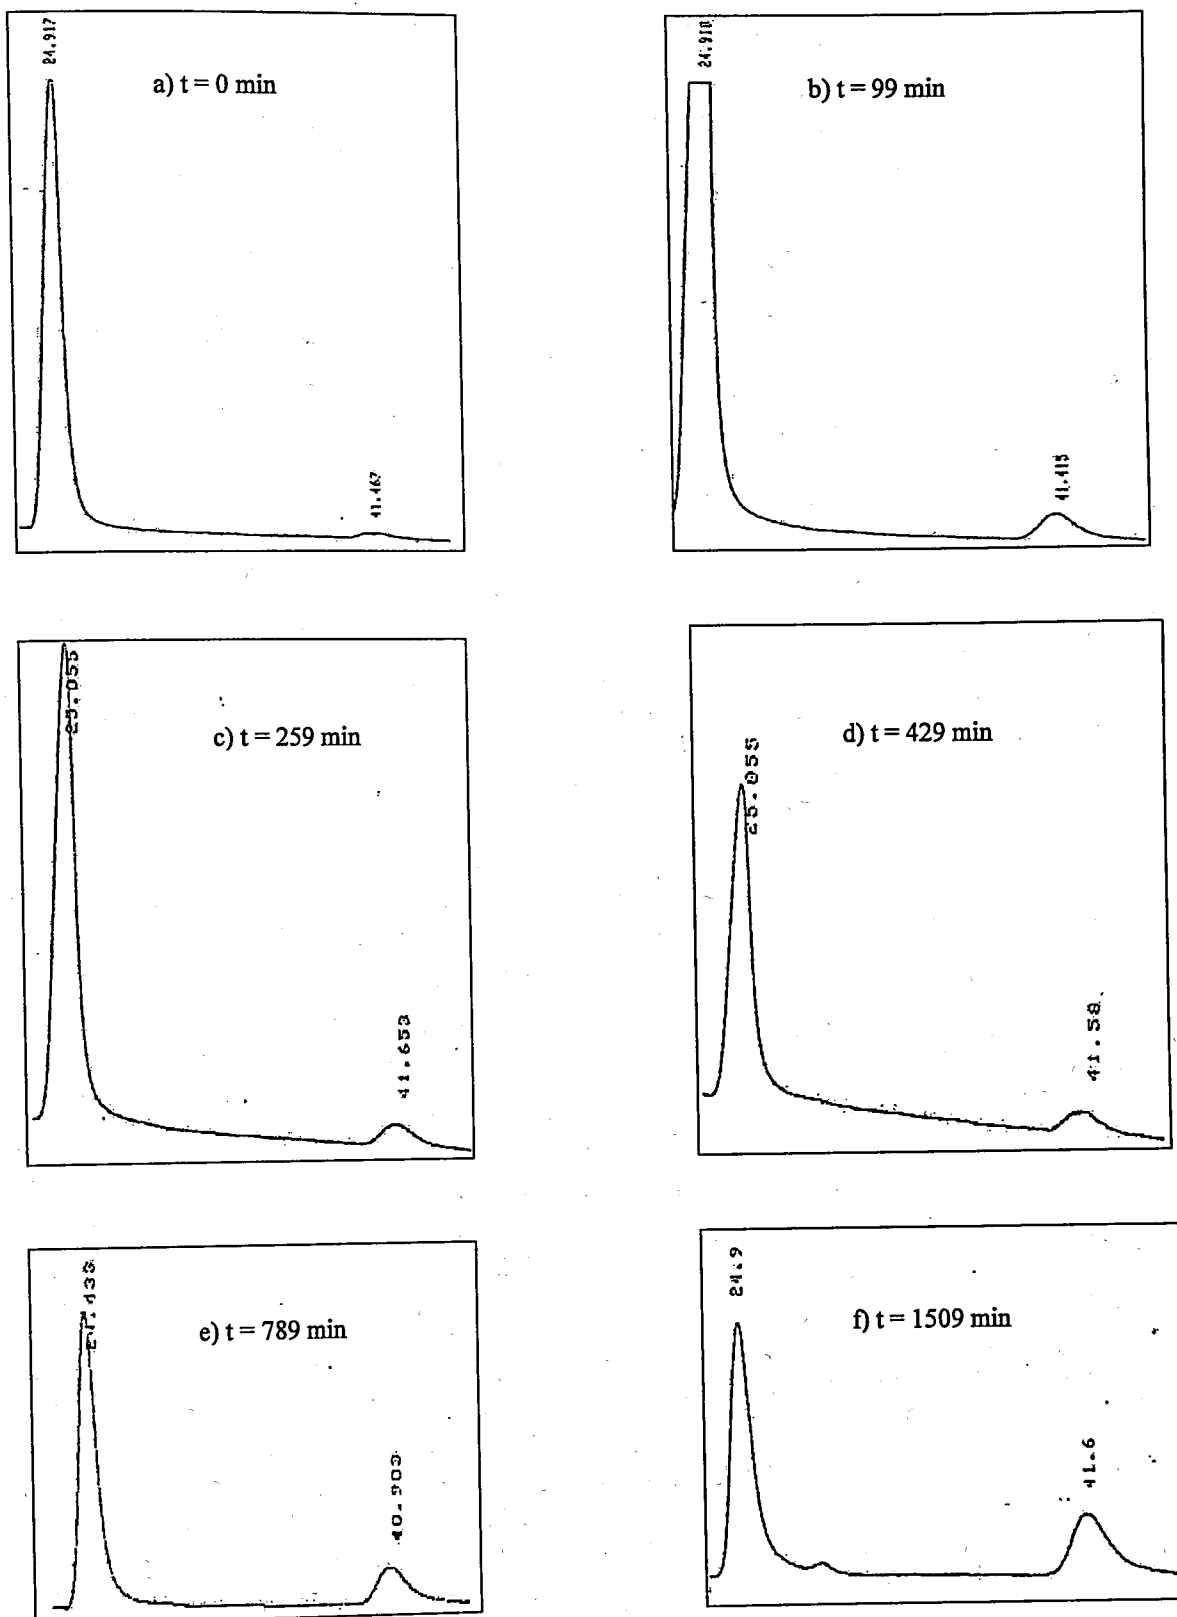 24.917
a) t = 0 min
41.467
24.910
b) t = 99 min
41.415
25.055
c) t = 259 min
41.653
25.055
d) t = 429 min
41.58
e) t = 789 min
40.903
24.9
f) t = 1509 min
41.6